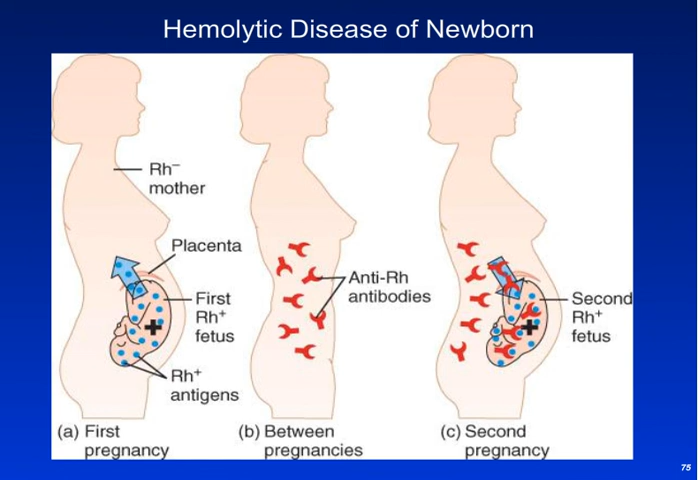 Hemolytic Disease of Newborn
Rh⁻
mother
Placenta
First
Rh⁺
fetus
Rh⁺
antigens
(a) First
pregnancy
Anti-Rh
antibodies
(b) Between
pregnancies
Second
Rh⁺
fetus
(c) Second
pregnancy
75